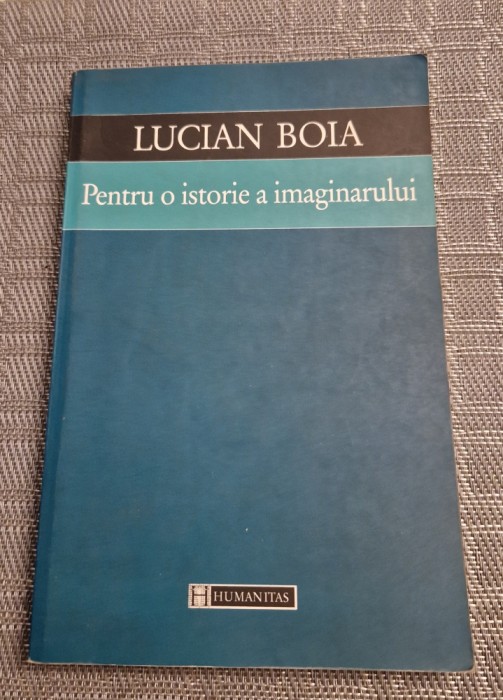 LUCIAN BOIA
Pentru o istorie a imaginarului
HUMANITAS